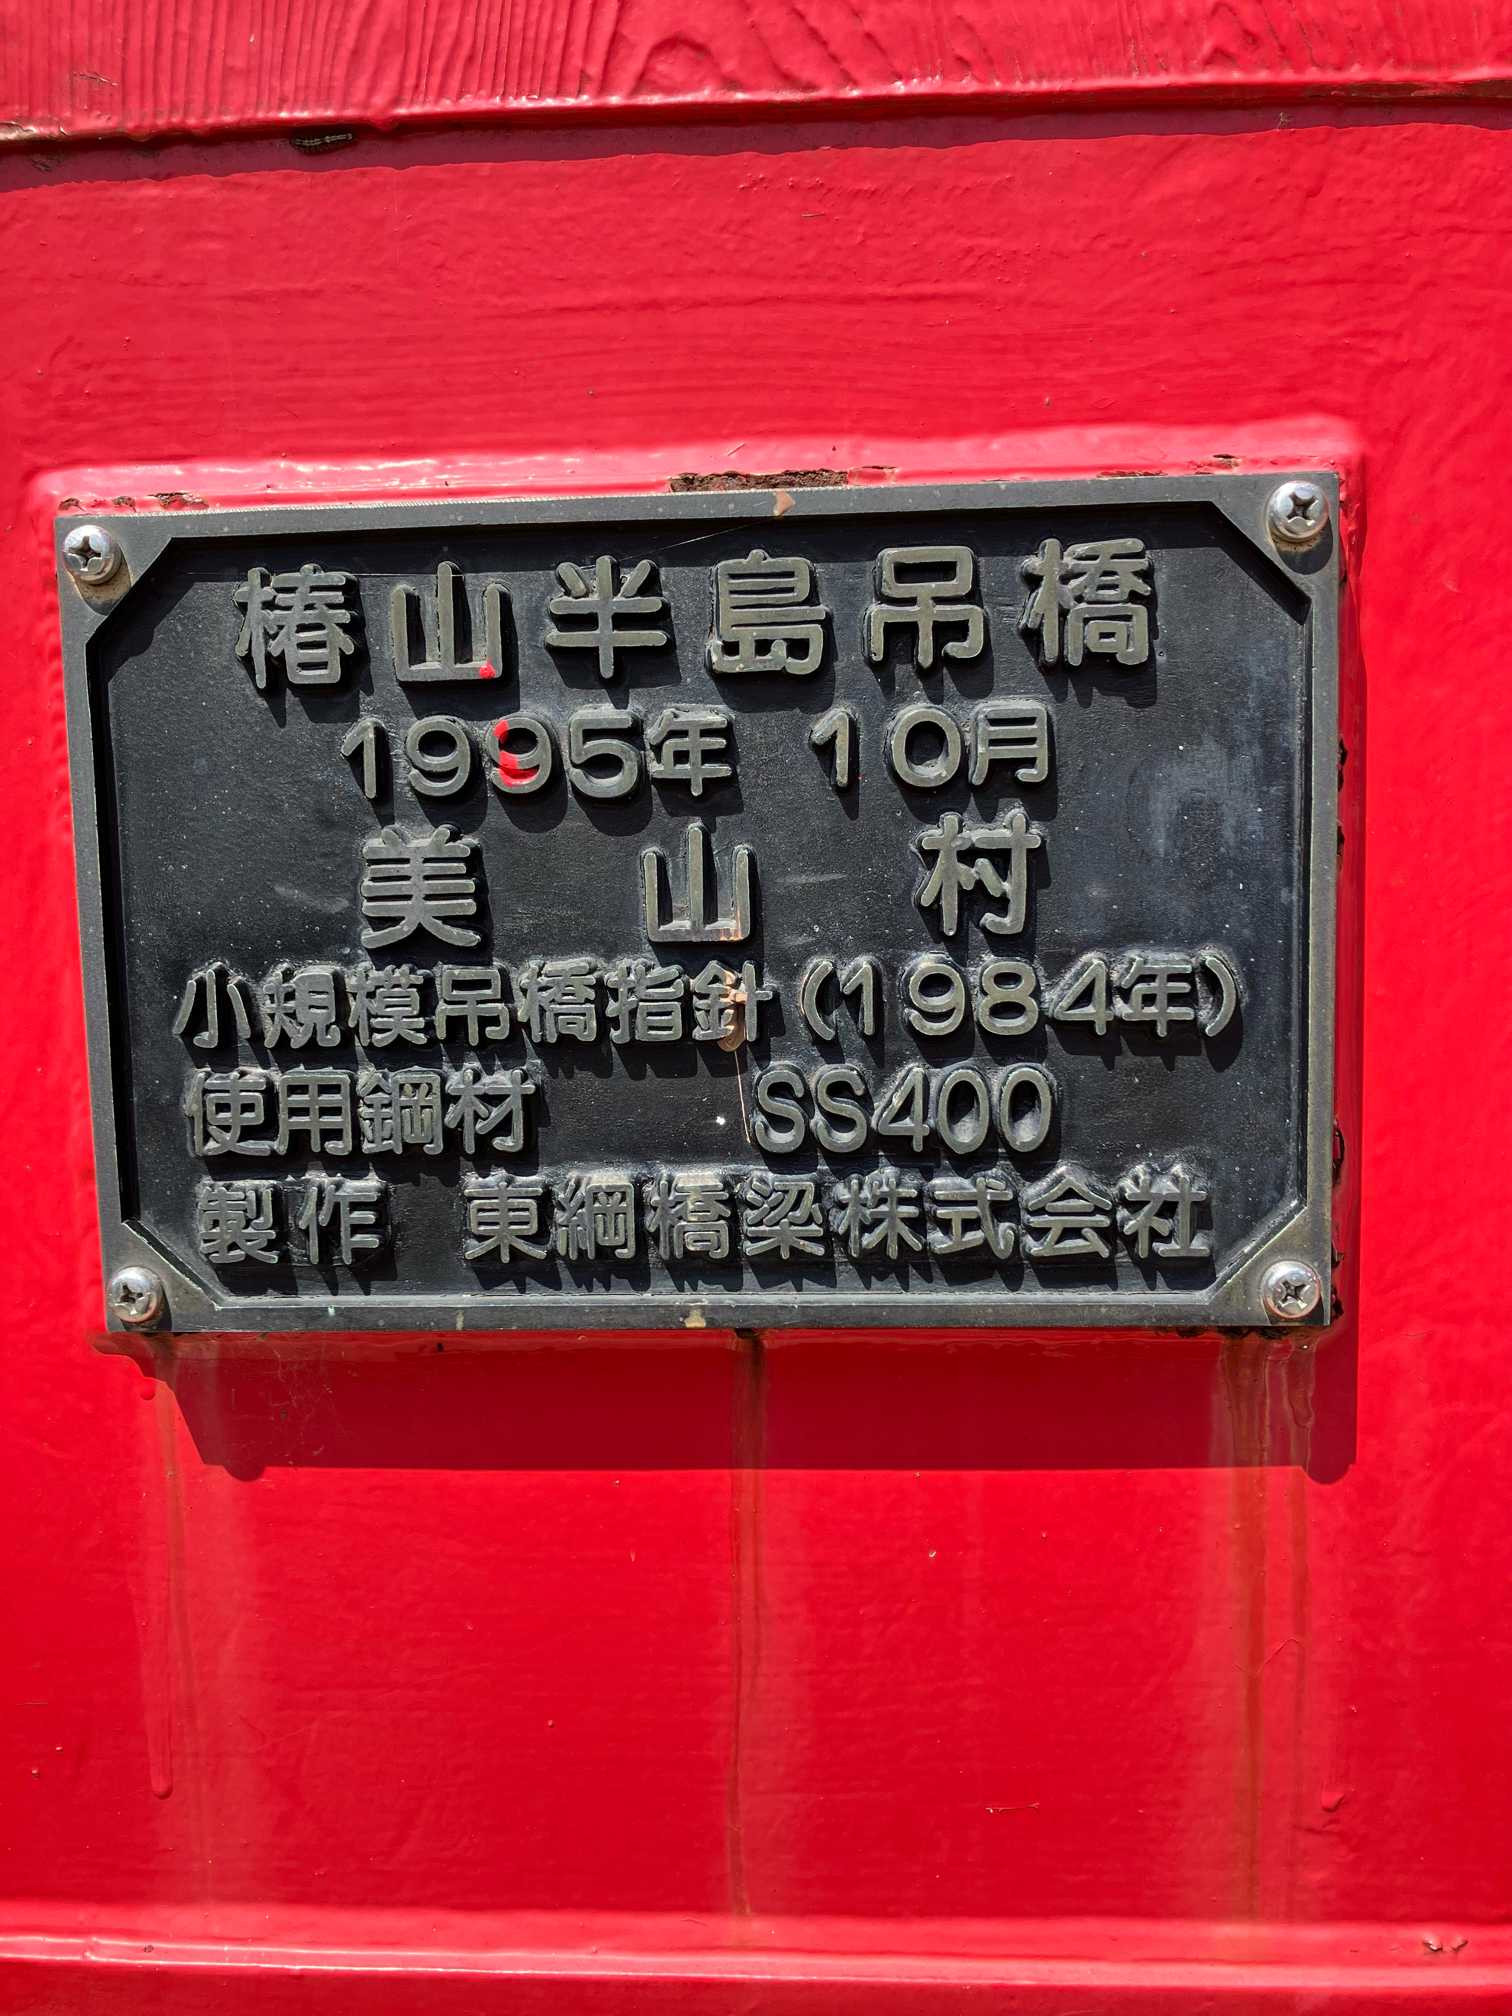 椿山半島吊橋
1995年 10月
美山村
小規模吊橋指針(1984年)
使用鋼材 SS400
製作 東綱橋梁株式会社